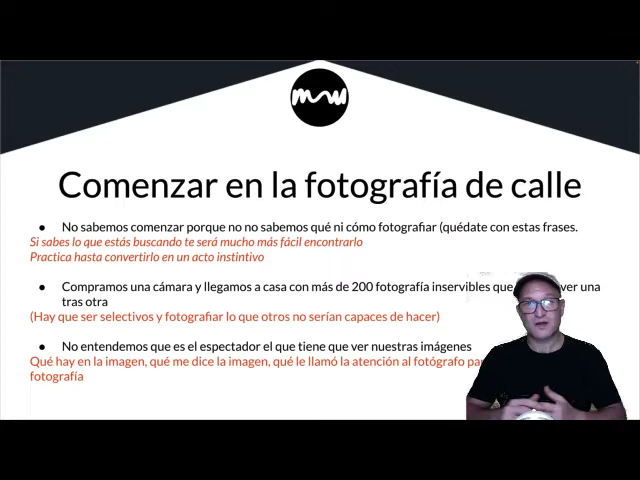 Comenzar en la fotografía de calle
● No sabemos comenzar porque no no sabemos qué ni cómo fotografiar (quédate con estas frases.
Si sabes lo que estás buscando te será mucho más fácil encontrarlo
Practica hasta convertirlo en un acto instintivo
● Compramos una cámara y llegamos a casa con más de 200 fotografía inservibles que ver una
tras otra
(Hay que ser selectivos y fotografiar lo que otros no serían capaces de hacer)
● No entendemos que es el espectador el que tiene que ver nuestras imágenes
Qué hay en la imagen, qué me dice la imagen, qué le llamó la atención al fotógrafo
fotografía